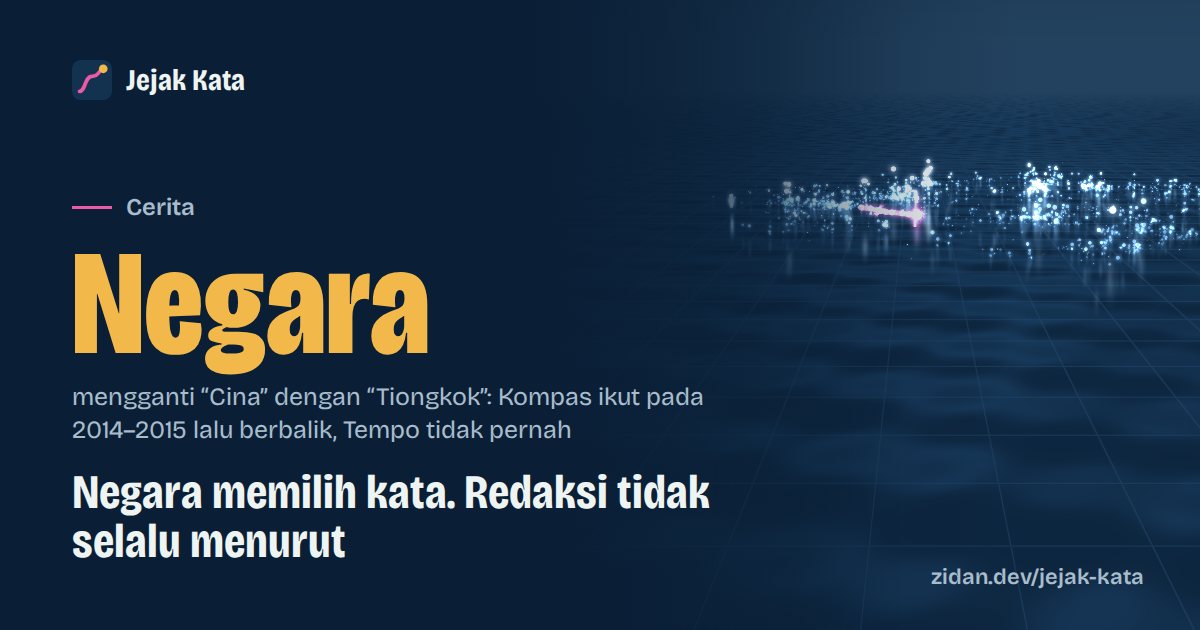 Jejak Kata
Cerita
Negara
mengganti “Cina” dengan “Tiongkok”: Kompas ikut pada
2014–2015 lalu berbalik, Tempo tidak pernah
Negara memilih kata. Redaksi tidak
selalu menurut
zidan.dev/jejak-kata